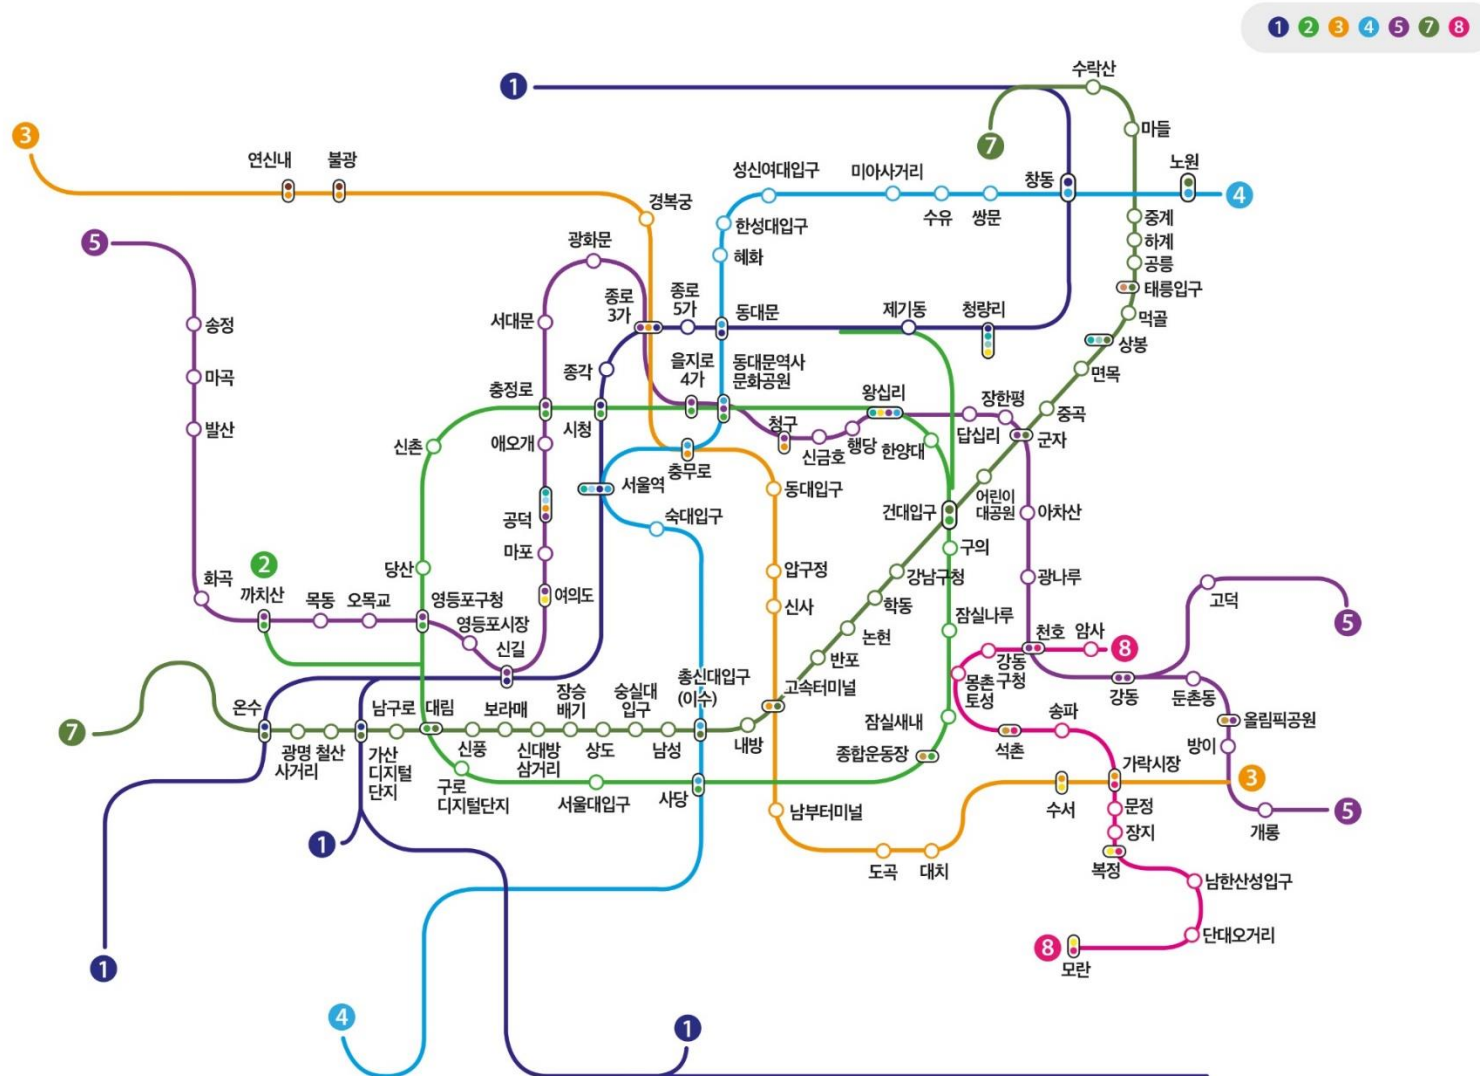 1 2 3 4 5 7 8
1
수락산
7
마들
3
연신내
불광
성신여대입구
미아사거리
수유
쌍문
창동
노원
4
경복궁
한성대입구
혜화
중계
하계
공릉
태릉입구
먹골
상봉
면목
중곡
5
광화문
송정
마곡
발산
서대문
종로
3가
종로
5가
동대문
제기동
청량리
종각
을지로
4가
동대문역사
문화공원
충정로
시청
왕십리
장한평
답십리
군자
청구
신금호
행당
한양대
신촌
애오개
충무로
서울역
동대입구
어린이
대공원
건대입구
아차산
공덕
숙대입구
마포
구의
당산
압구정
강남구청
광나루
화곡
2
까치산
목동
오목교
영등포구청
영등포시장
신길
여의도
신사
학동
논현
반포
잠실나루
고덕
5
천호
암사
8
강동
구청
몽촌
토성
강동
둔촌동
총신대입구
(이수)
고속터미널
7
온수
광명
사거리
철산
가산
디지털
단지
남구로
대림
신풍
보라매
신대방
삼거리
장승
배기
상도
숭실대
입구
남성
내방
잠실새내
종합운동장
석촌
송파
올림픽공원
방이
구로
디지털단지
서울대입구
사당
남부터미널
수서
가락시장
3
문정
장지
복정
개롱
5
1
도곡
대치
남한산성입구
단대오거리
8
모란
1
4
1